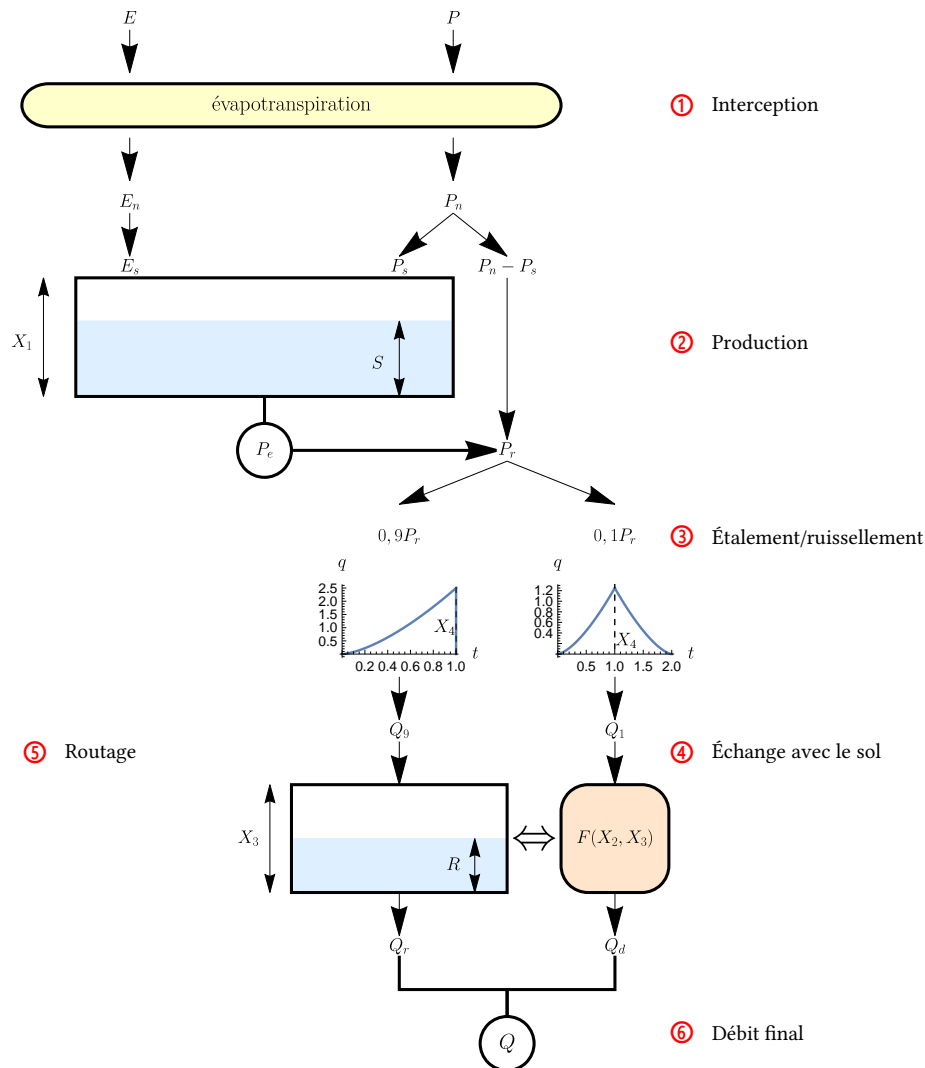 E P
évapotranspiration
① Interception
E_n P_n
E_s P_s P_n − P_s
X_1
S
② Production
P_e P_r
0,9P_r 0,1P_r
③ Étalement/ruissellement
q q
2.5
2.0
1.5
1.0
0.5
X_4
0.2 0.4 0.6 0.8 1.0 t
1.2
1.0
0.8
0.6
0.4
X_4
0.5 1.0 1.5 2.0 t
Q_9 Q_1
⑤ Routage
④ Échange avec le sol
X_3
R
F(X_2, X_3)
Q_r Q_d
Q
⑥ Débit final